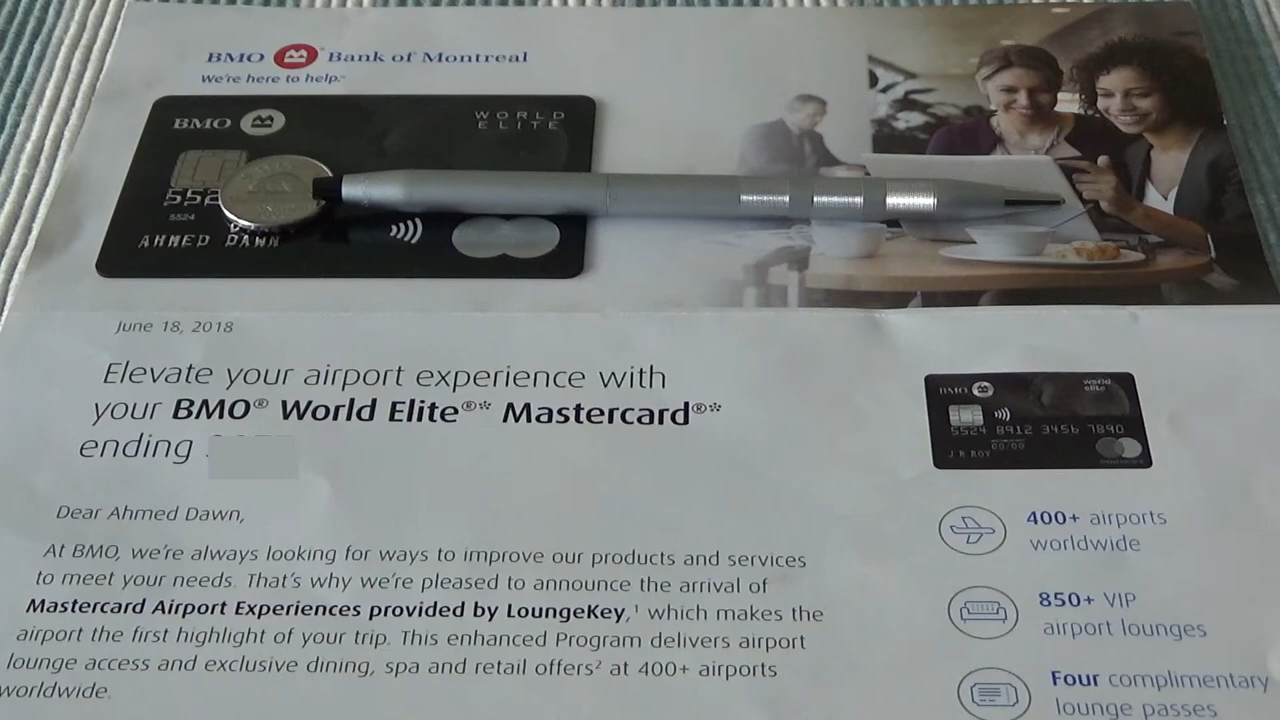 BMO Bank of Montreal
We're here to help.™
BMO
WORLD
ELITE
552
5524
AHMED DAWN
June 18, 2018
Elevate your airport experience with
your BMO® World Elite®* Mastercard®*
ending
Dear Ahmed Dawn,
At BMO, we're always looking for ways to improve our products and services
to meet your needs. That's why we're pleased to announce the arrival of
Mastercard Airport Experiences provided by LoungeKey,¹ which makes the
airport the first highlight of your trip. This enhanced Program delivers airport
lounge access and exclusive dining, spa and retail offers² at 400+ airports
worldwide.
BMO
world
elite
5524 8912 3456 7890
00/00
J R ROY
400+ airports
worldwide
850+ VIP
airport lounges
Four complimentary
lounge passes